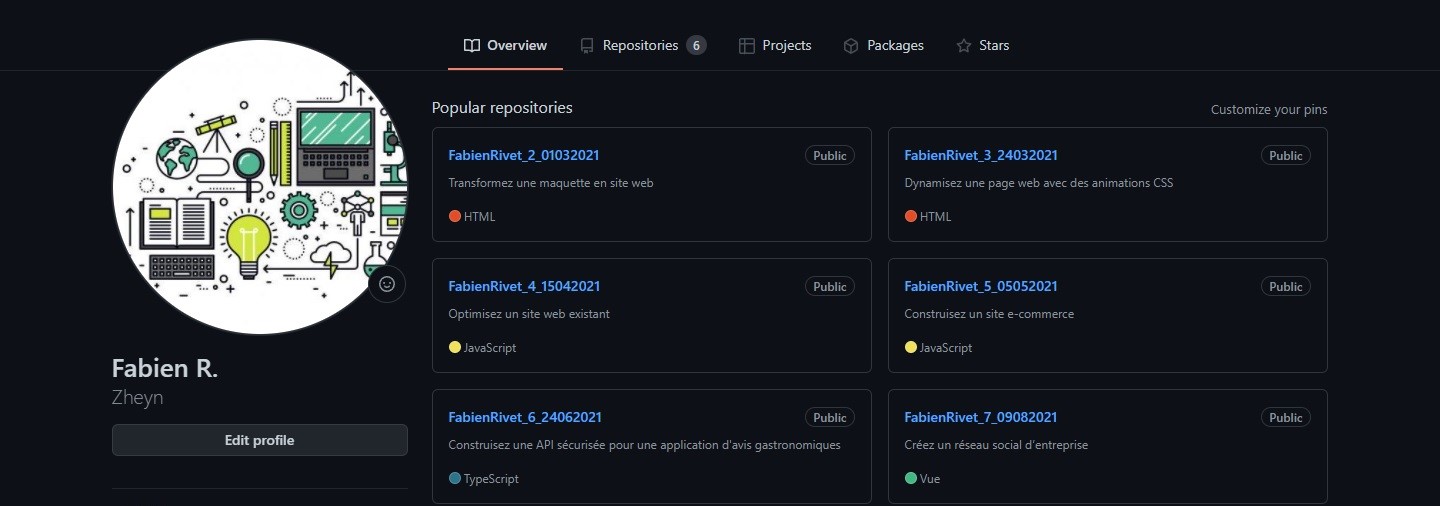 Overview
Repositories 6
Projects
Packages
Stars
Fabien R.
Zheyn
Edit profile
Popular repositories
Customize your pins
FabienRivet_2_01032021 Public
Transformez une maquette en site web
HTML
FabienRivet_3_24032021 Public
Dynamisez une page web avec des animations CSS
HTML
FabienRivet_4_15042021 Public
Optimisez un site web existant
JavaScript
FabienRivet_5_05052021 Public
Construisez un site e-commerce
JavaScript
FabienRivet_6_24062021 Public
Construisez une API sécurisée pour une application d'avis gastronomiques
TypeScript
FabienRivet_7_09082021 Public
Créez un réseau social d'entreprise
Vue